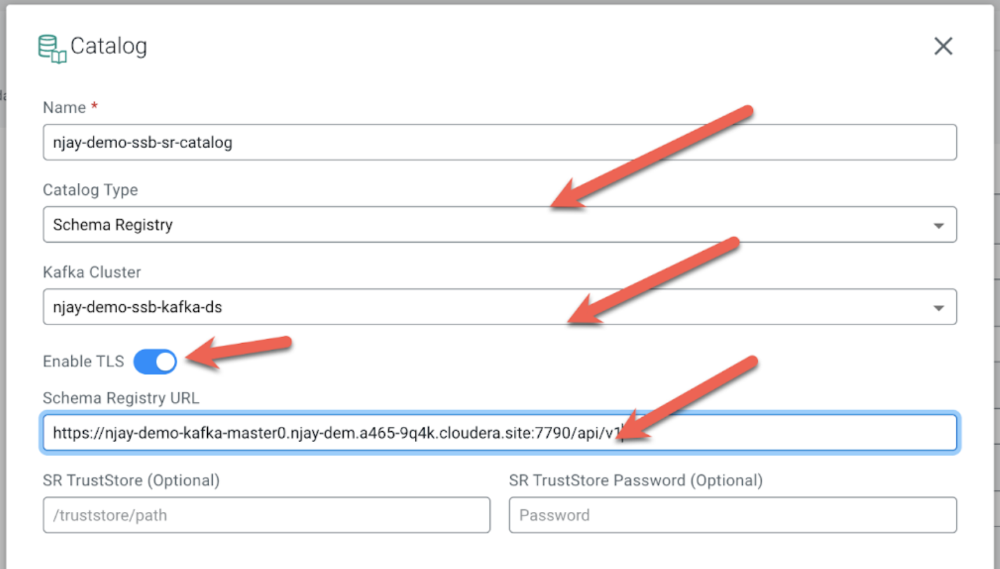 Catalog
Name *
njay-demo-ssb-sr-catalog
Catalog Type
Schema Registry
Kafka Cluster
njay-demo-ssb-kafka-ds
Enable TLS
Schema Registry URL
https://njay-demo-kafka-master0.njay-dem.a465-9q4k.cloudera.site:7790/api/v1
SR TrustStore (Optional) SR TrustStore Password (Optional)
/truststore/path Password